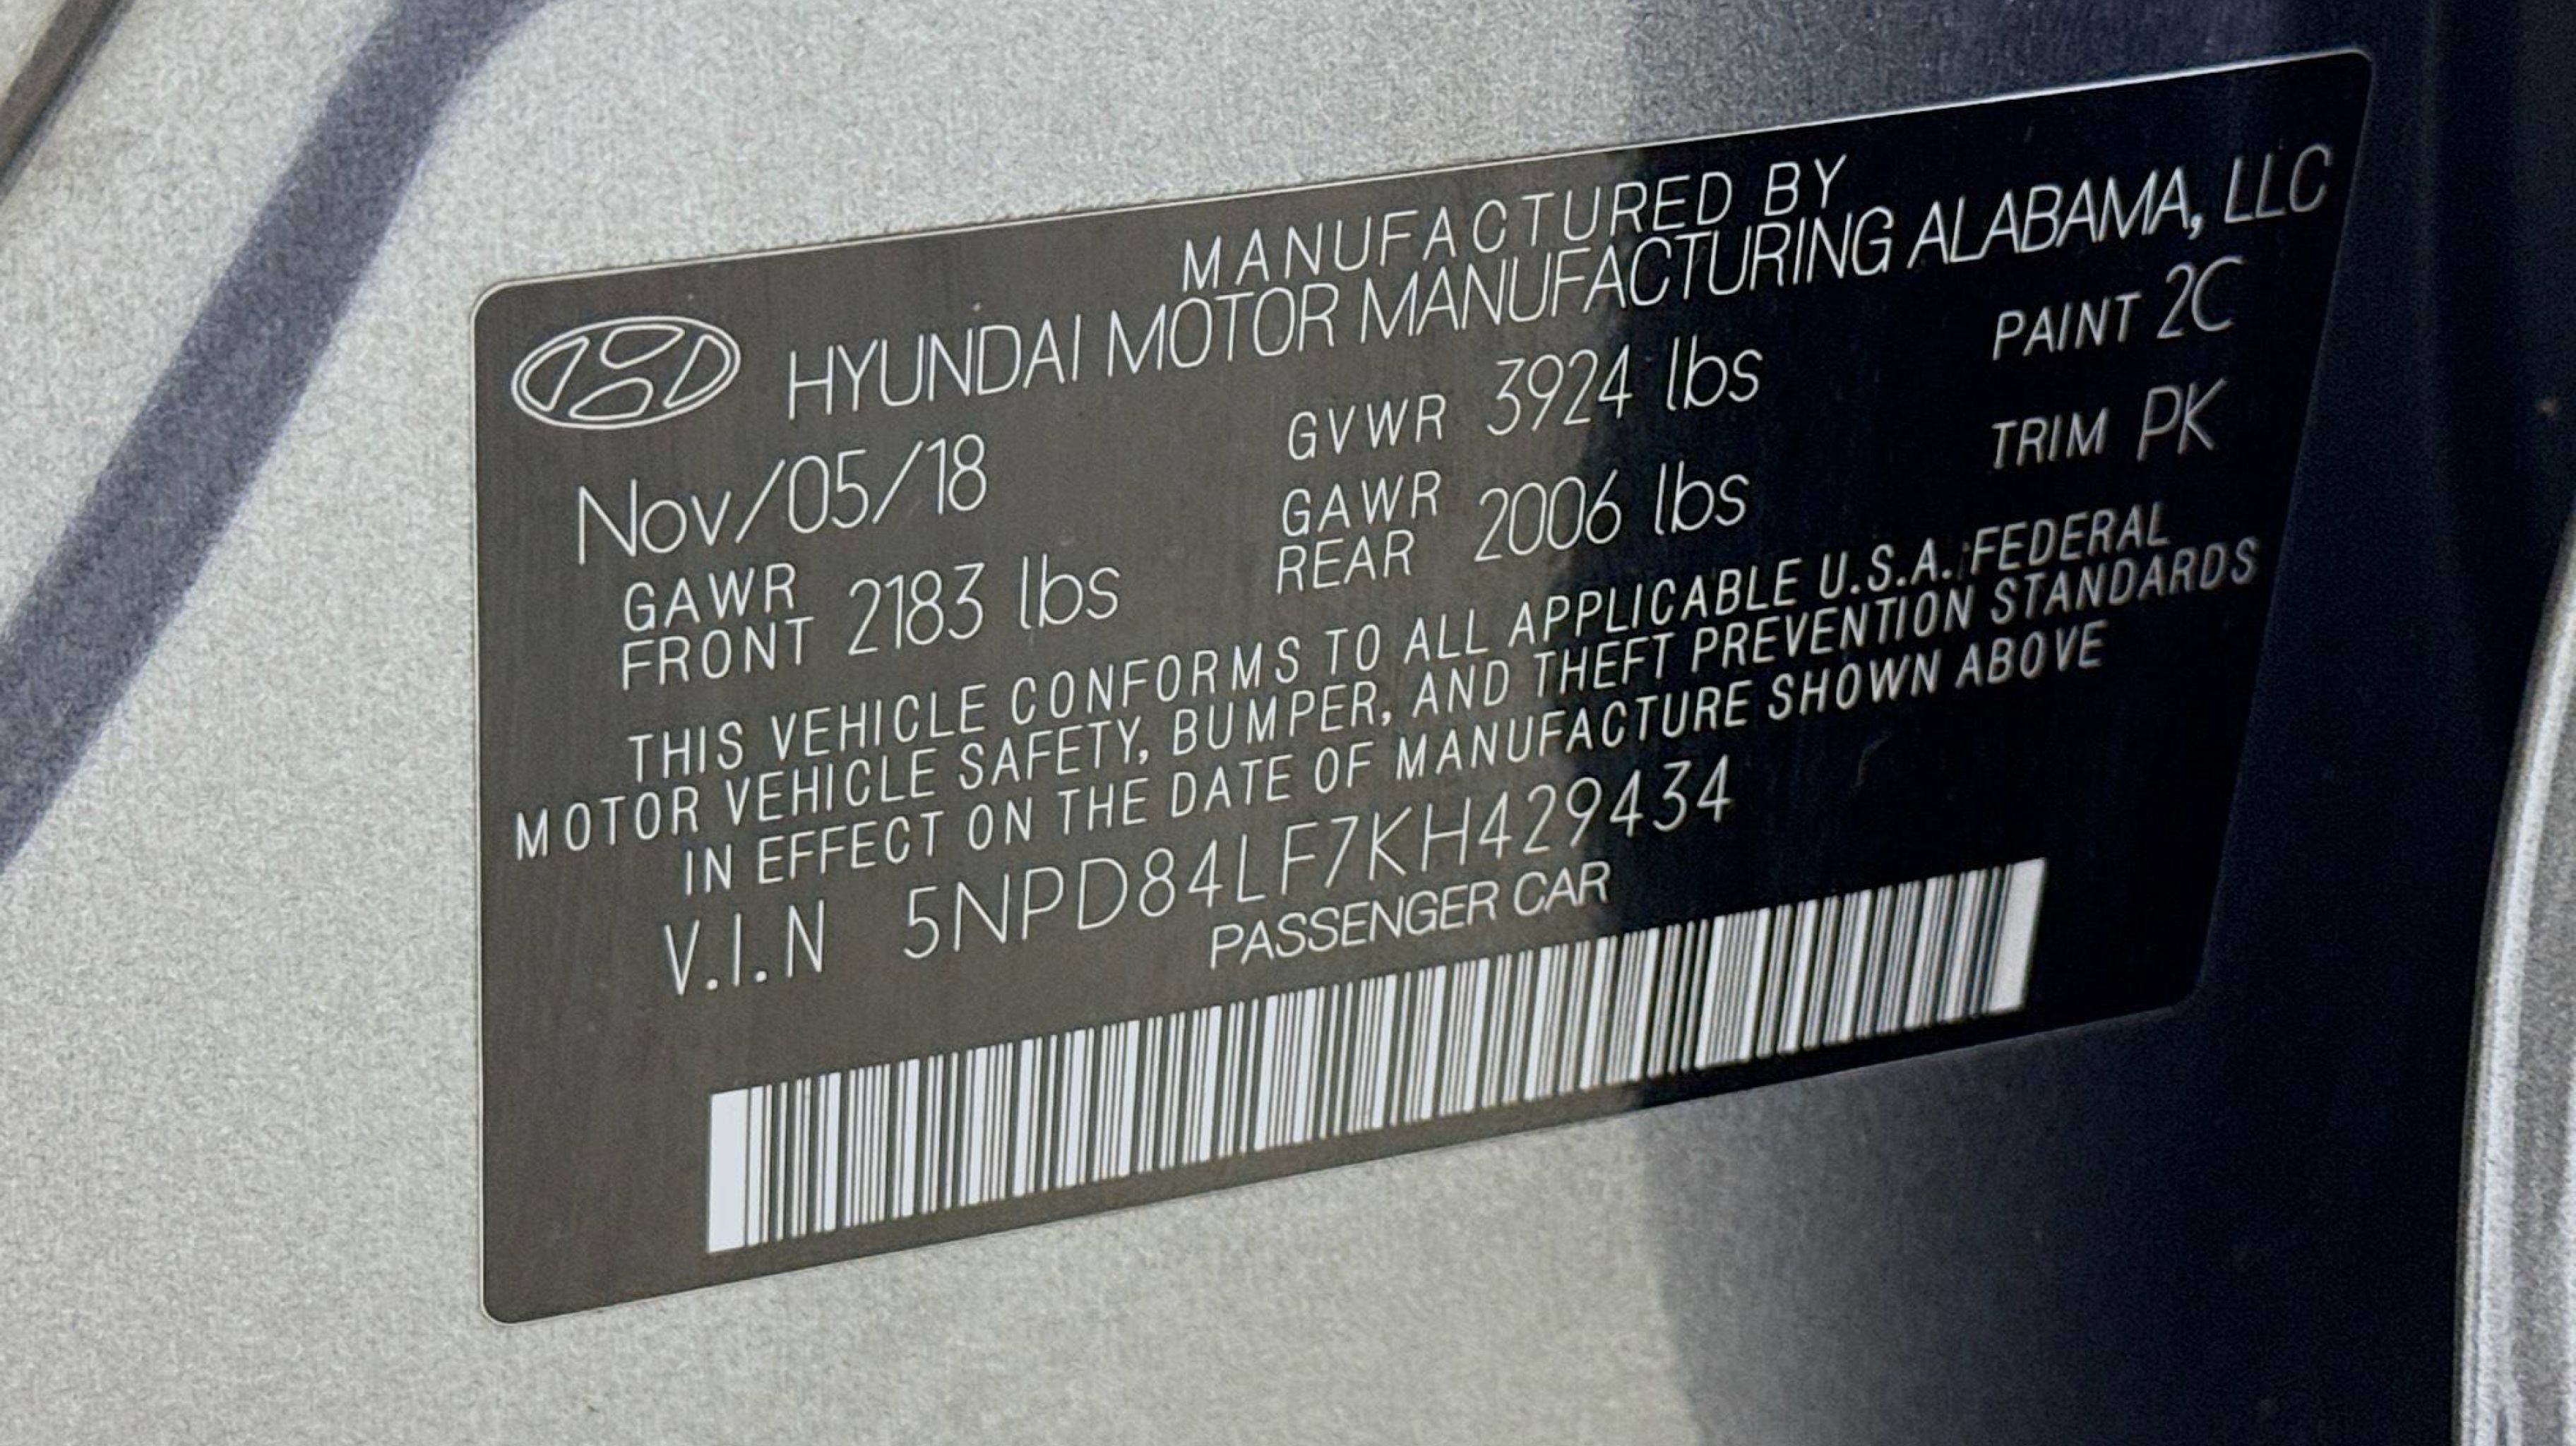 MANUFACTURED BY
HYUNDAI MOTOR MANUFACTURING ALABAMA, LLC
Nov/05/18 GVWR 3924 lbs PAINT 2C
GAWR FRONT 2183 lbs GAWR REAR 2006 lbs TRIM PK
THIS VEHICLE CONFORMS TO ALL APPLICABLE U.S.A. FEDERAL
MOTOR VEHICLE SAFETY, BUMPER, AND THEFT PREVENTION STANDARDS
IN EFFECT ON THE DATE OF MANUFACTURE SHOWN ABOVE
V.I.N 5NPD84LF7KH429434
PASSENGER CAR